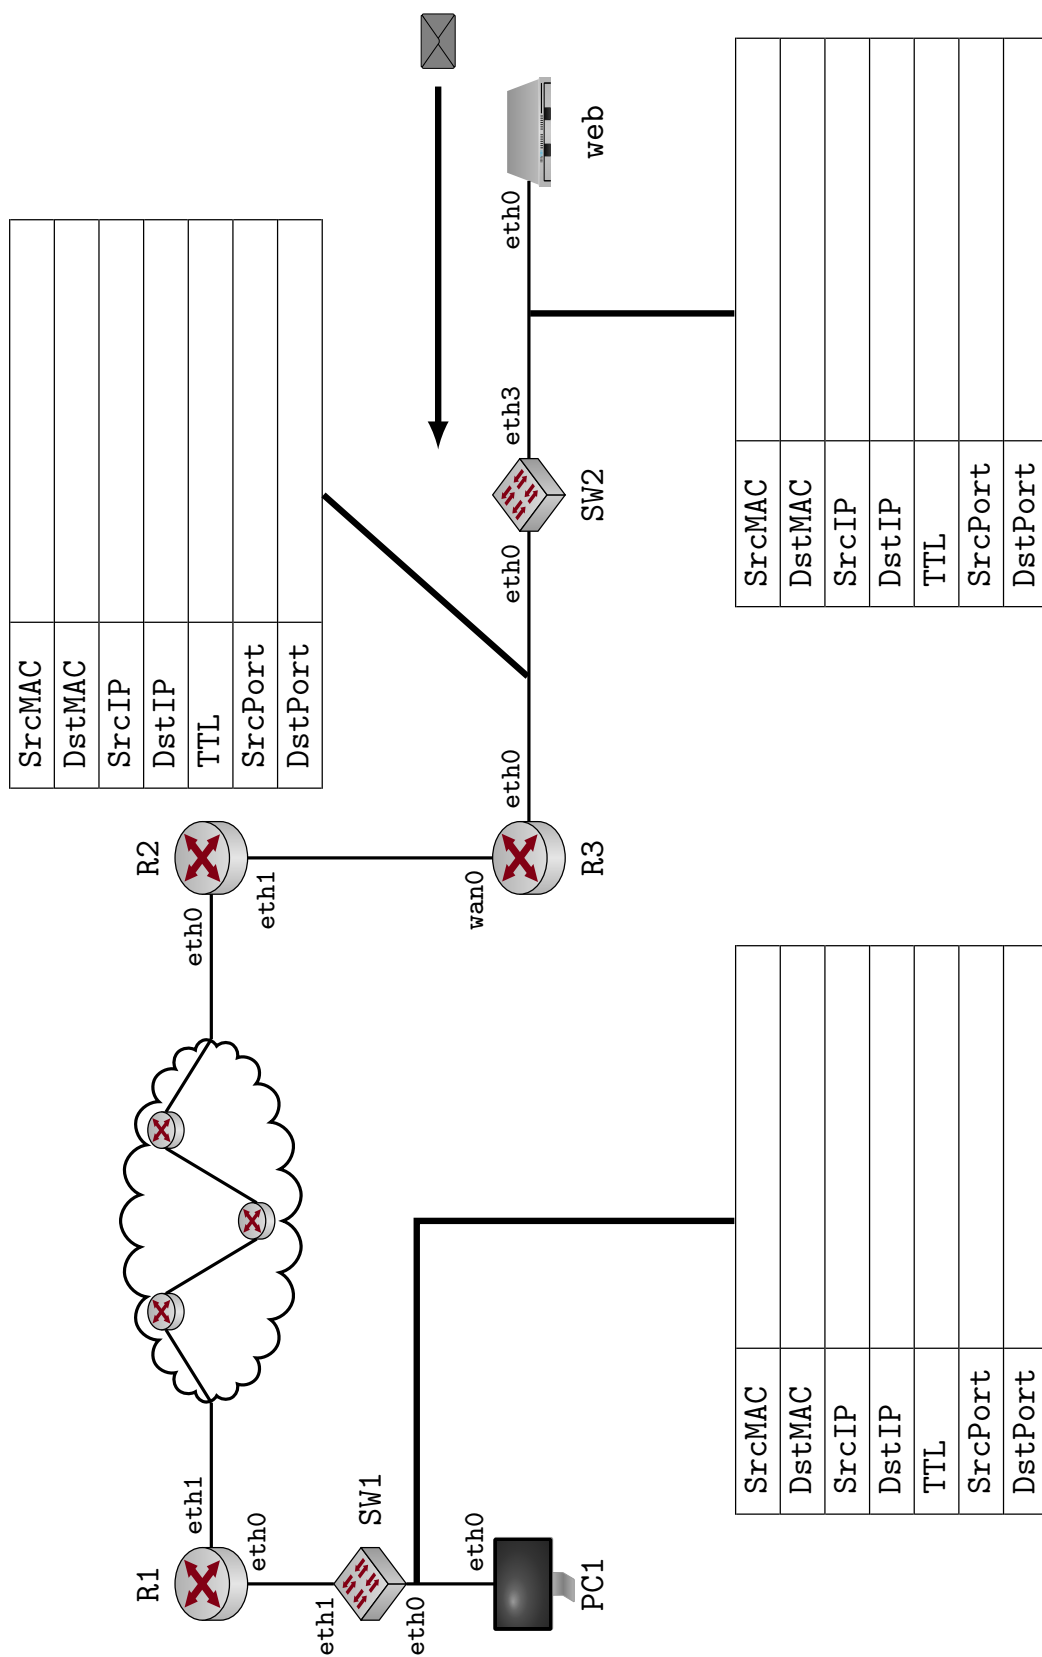 SrcMAC
DstMAC
SrcIP
DstIP
TTL
SrcPort
DstPort
R1
R2
eth1
eth0
eth0
eth1
eth1
SW1
eth0
eth0
wan0
eth0
eth0
eth3
eth0
PC1
R3
SW2
web
SrcMAC
DstMAC
SrcIP
DstIP
TTL
SrcPort
DstPort
SrcMAC
DstMAC
SrcIP
DstIP
TTL
SrcPort
DstPort